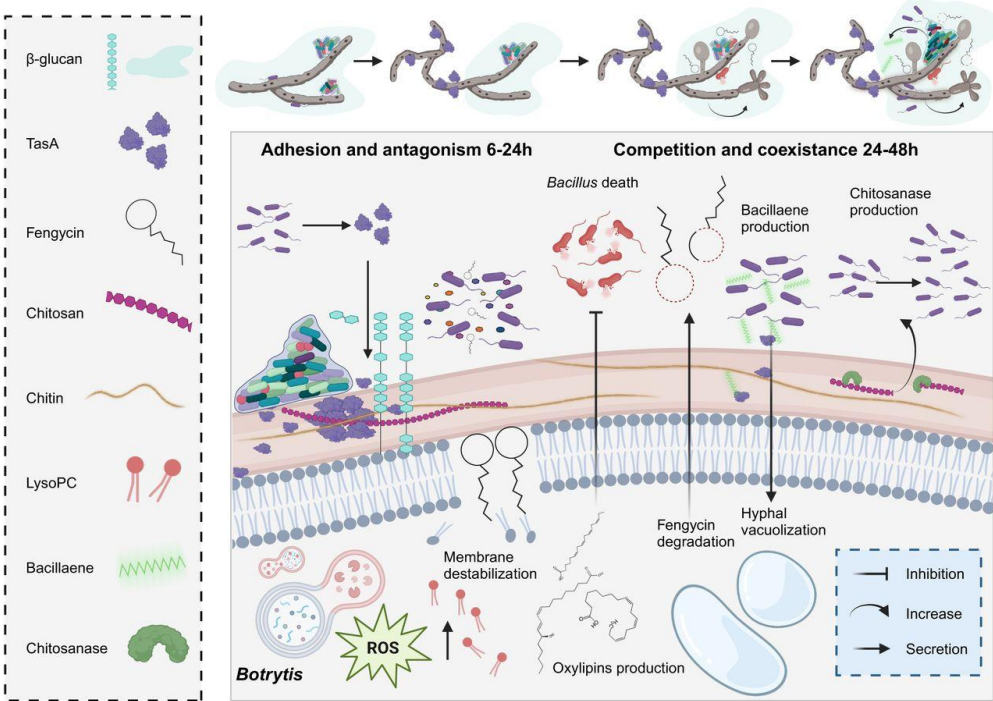 β-glucan
TasA
Fengycin
Chitosan
Chitin
LysoPC
Bacillaene
Chitosanase
Adhesion and antagonism 6-24h
Competition and coexistance 24-48h
Bacillus death
Bacillaene
production
Chitosanase
production
Membrane
destabilization
Fengycin
degradation
Hyphal
vacuolization
ROS
Botrytis
Oxylipins production
Inhibition
Increase
Secretion